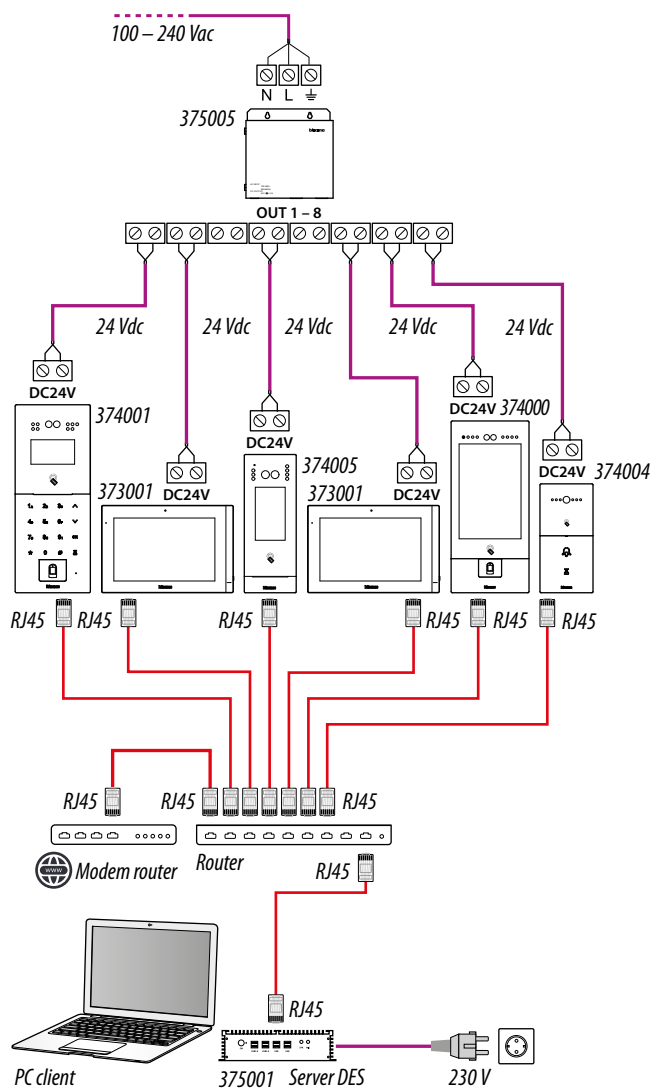 100 – 240 Vac
N L
375005
bticino
OUT 1 – 8
24 Vdc 24 Vdc 24 Vdc 24 Vdc 24 Vdc
DC24V
374001
DC24V
374000
DC24V
374005
DC24V
374004
373001
DC24V
373001
DC24V
RJ45 RJ45 RJ45 RJ45 RJ45 RJ45
RJ45 RJ45 RJ45
WWW
Modem router
Router
RJ45
RJ45
PC client
375001 Server DES
230 V